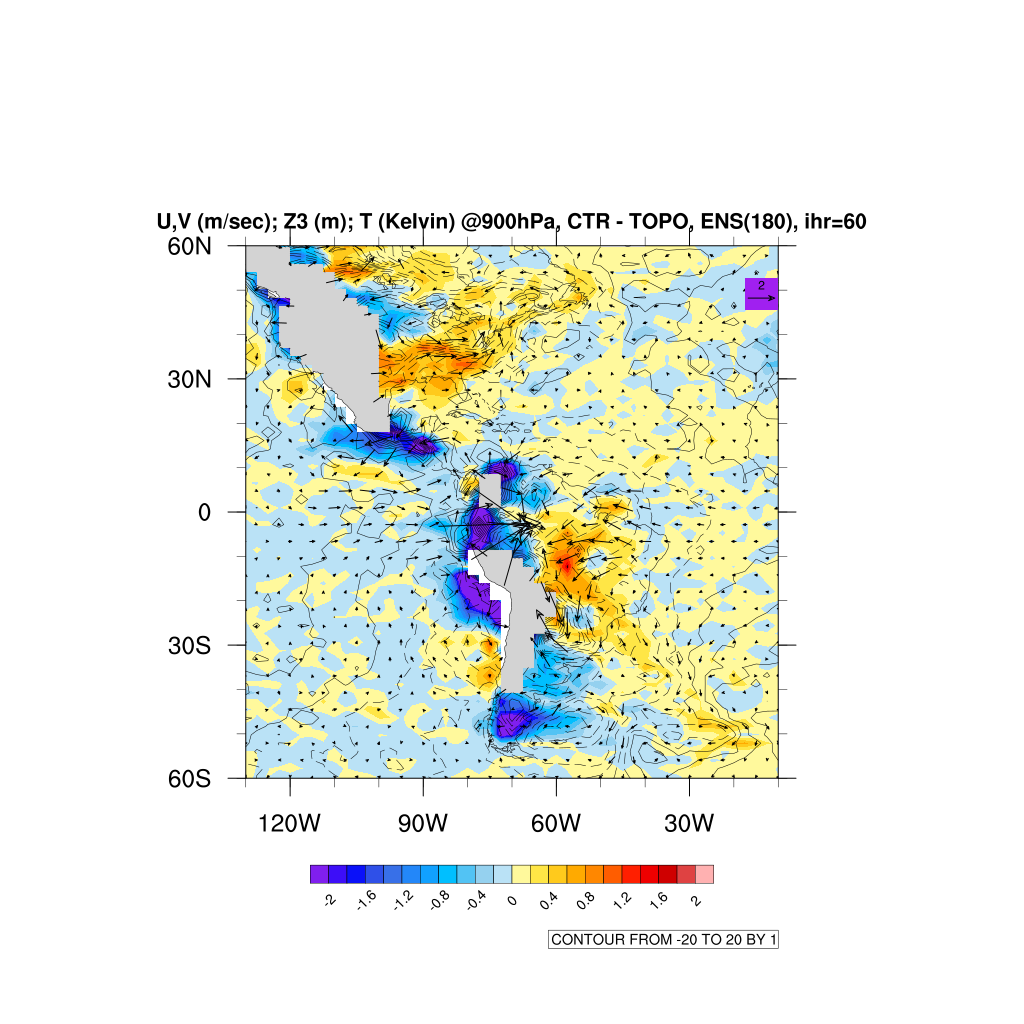 U,V (m/sec); Z3 (m); T (Kelvin) @900hPa, CTR - TOPO, ENS(180), ihr=60
60N
2
30N
0
30S
60S
120W 90W 60W 30W
-2 -1.6 -1.2 -0.8 -0.4 0 0.4 0.8 1.2 1.6 2
CONTOUR FROM -20 TO 20 BY 1